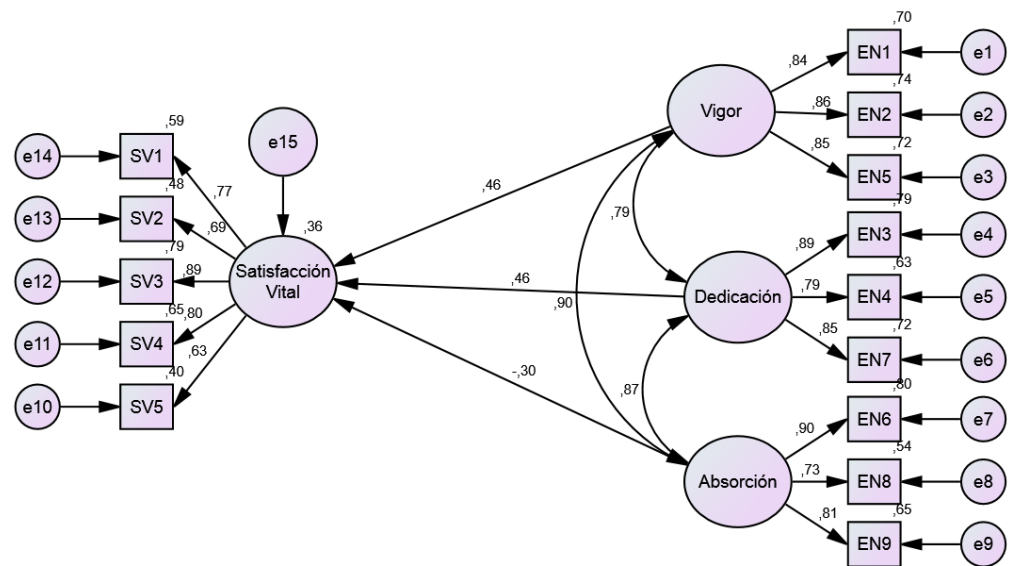 ,70
,84
EN1
e1
,74
Vigor
,86
EN2
e2
,72
,85
EN5
e3
,59
e14
SV1
e15
,48
,77
,46
,79
,79
e13
SV2
,69
,36
,89
EN3
e4
,79
,63
e12
SV3
,89
Satisfacción
Vital
,46
Dedicación
,79
EN4
e5
,90
,65
,80
,72
,85
e11
SV4
,63
EN7
e6
,40
-,30
,87
,80
e10
SV5
,90
EN6
e7
,54
Absorción
,73
EN8
e8
,65
,81
EN9
e9